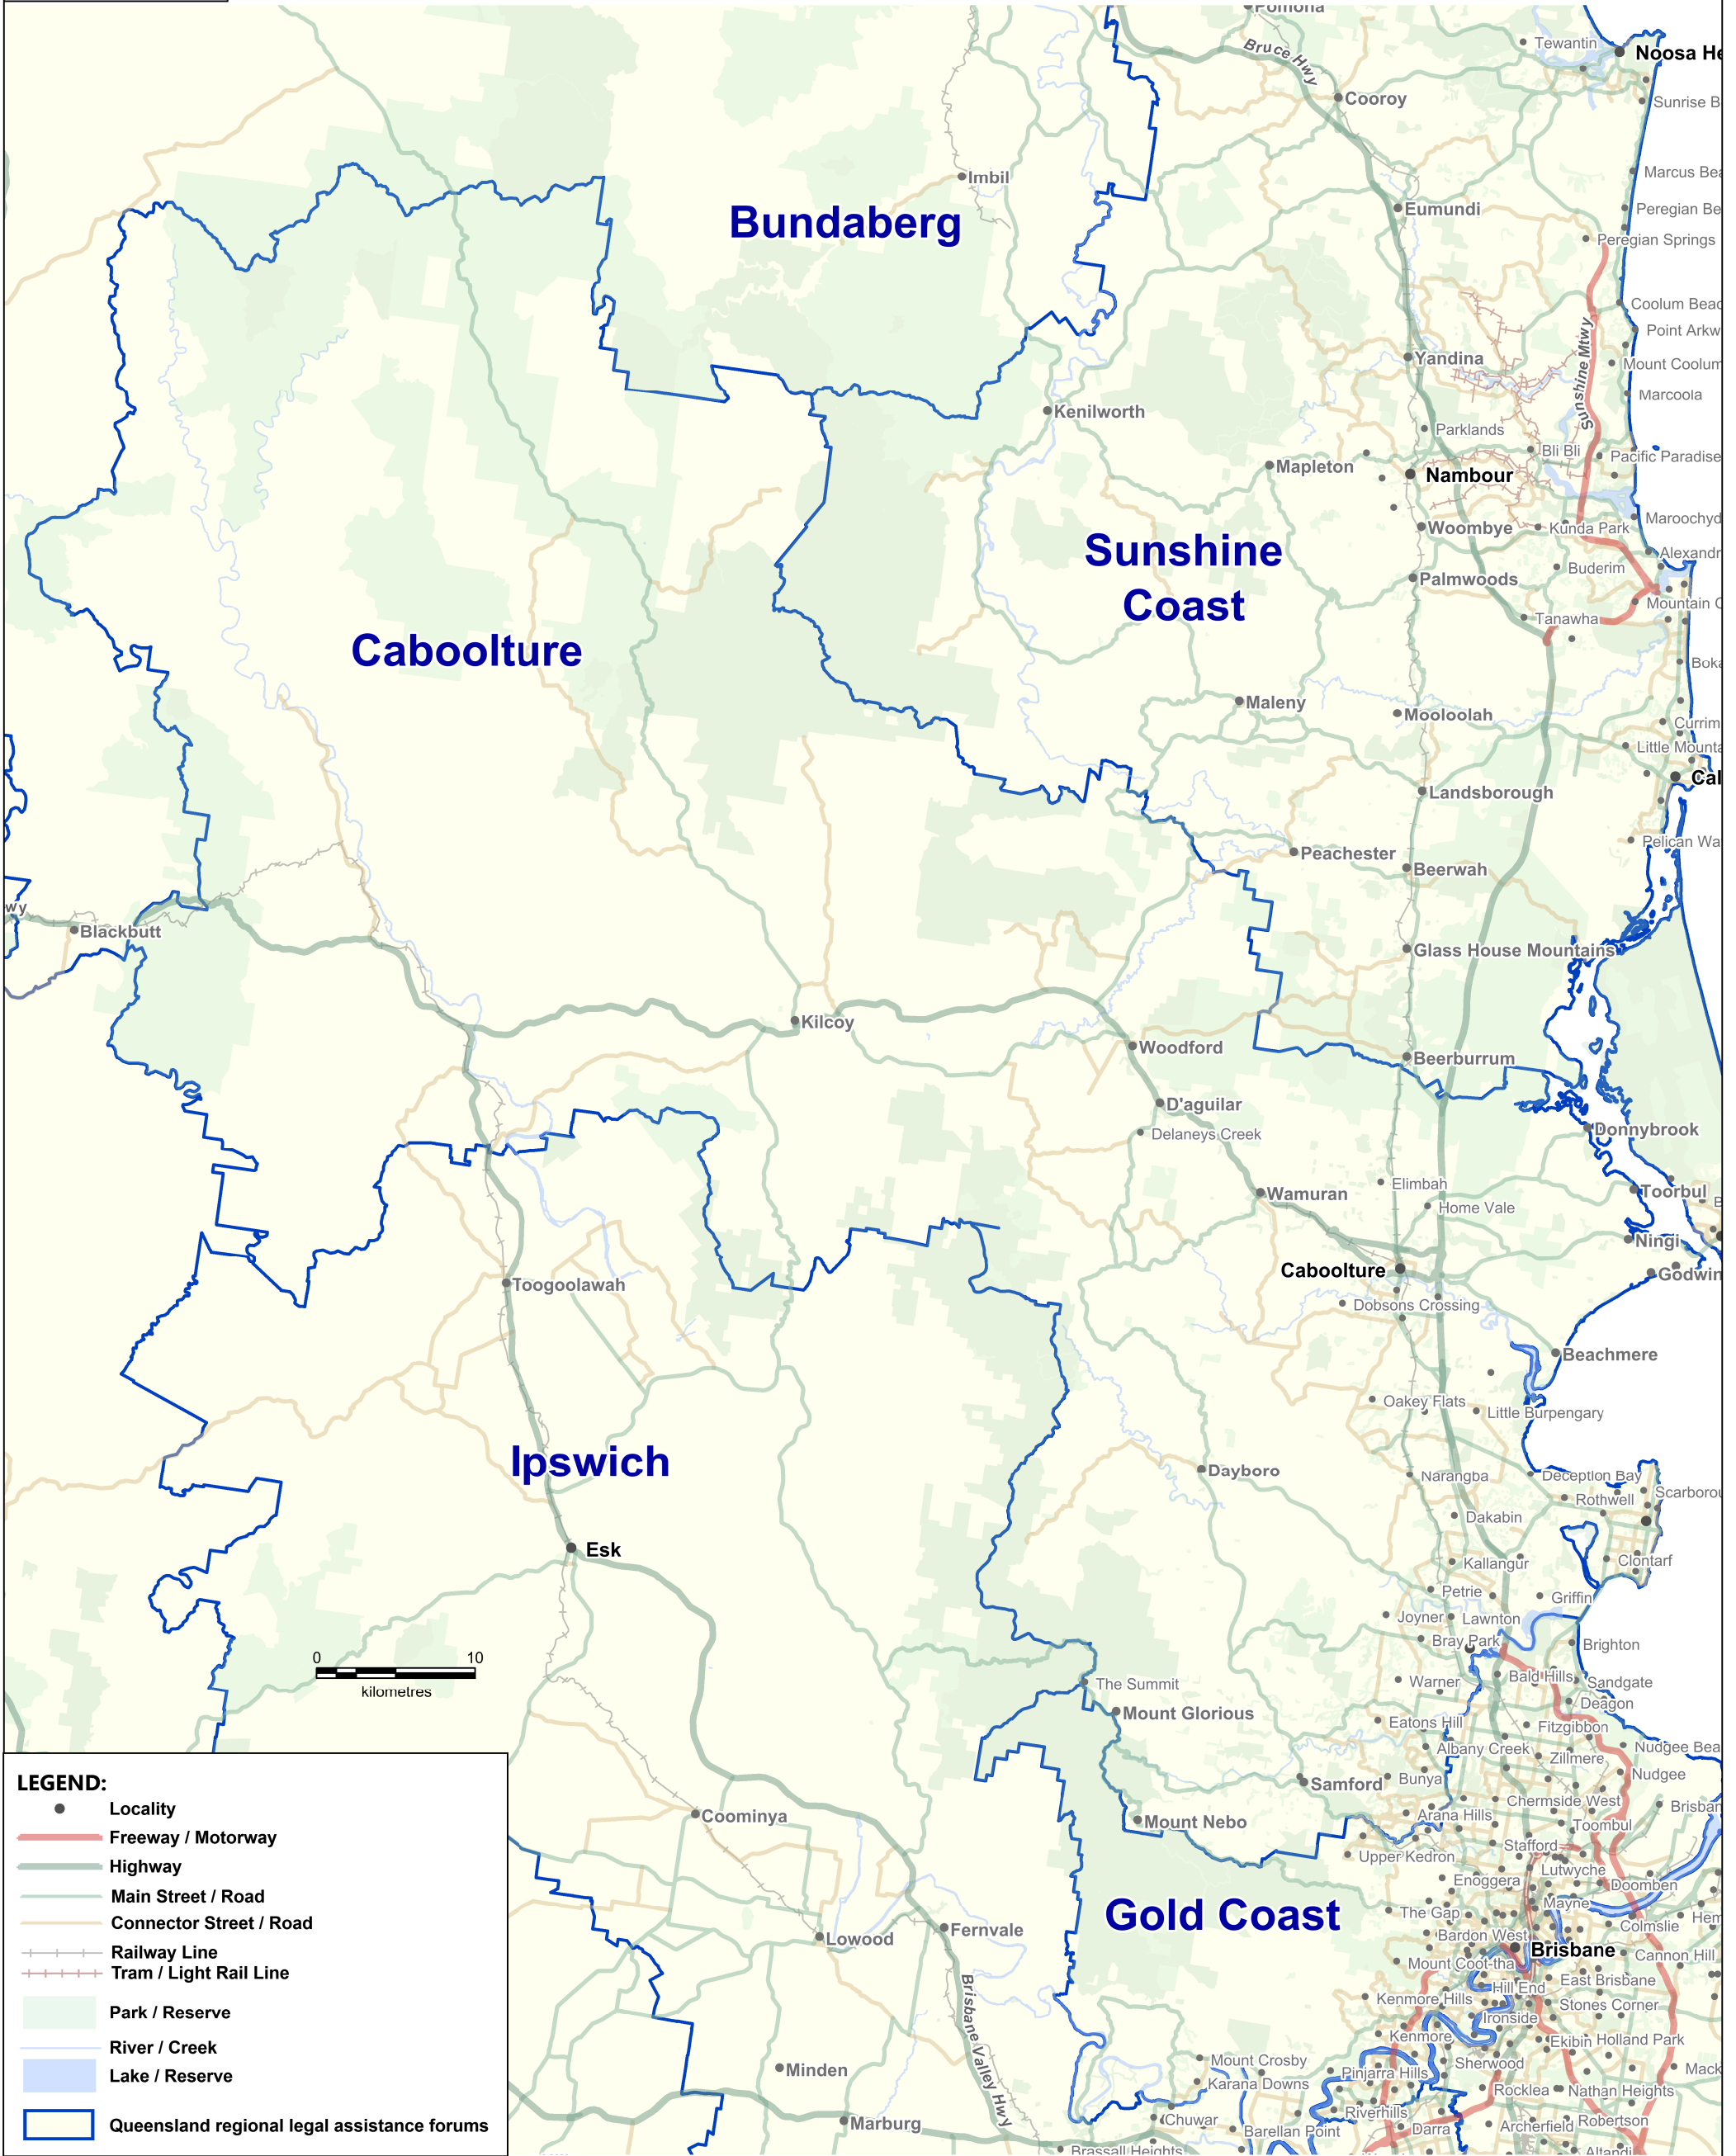 Pomona
Bruce Hwy
Tewantin
Noosa He
Cooroy
Sunrise B
Imbil
Marcus Bea
Bundaberg
Eumundi
Peregian Be
Peregian Springs
Coolum Beac
Sunshine Mtwy
Point Arkw
Yandina
Mount Coolum
Marcoola
Kenilworth
Parklands
Bli Bli
Pacific Paradise
Mapleton
Nambour
Maroochyd
Woombye
Kunda Park
Sunshine
Coast
Alexandr
Buderim
Palmwoods
Mountain C
Tanawha
Caboolture
Boka
Maleny
Mooloolah
Currim
Little Mounta
Cal
Landsborough
Pelican Wa
Peachester
Beerwah
wy
Blackbutt
Glass House Mountains
Kilcoy
Woodford
Beerburrum
D'aguilar
Delaneys Creek
Donnybrook
Elimbah
Wamuran
Toorbul
B
Home Vale
Ningi
Caboolture
Godwin
Toogoolawah
Dobsons Crossing
Beachmere
Oakey Flats
Little Burpengary
Ipswich
Dayboro
Narangba
Deception Bay
Scarborou
Rothwell
Dakabin
Esk
Kallangur
Clontarf
Petrie
Griffin
Joyner
Lawnton
Bray Park
Brighton
0 10
kilometres
The Summit
Warner
Bald Hills
Sandgate
Deagon
Mount Glorious
Eatons Hill
Fitzgibbon
Albany Creek
Zillmere
Nudgee Bea
Nudgee
Samford
Bunya
Chermside West
Brisban
Coominya
Mount Nebo
Arana Hills
Toombul
Stafford
Upper Kedron
Lutwyche
Enoggera
Doomben
Gold Coast
The Gap
Mayne
Hem
Colmslie
Fernvale
Lowood
Bardon West
Brisbane
Cannon Hill
Mount Coot-tha
East Brisbane
Hill End
Kenmore Hills
Stones Corner
Ironside
Brisbane Valley Hwy
Kenmore
Ekibin
Holland Park
Minden
Mount Crosby
Sherwood
Mack
Pinjarra Hills
Karana Downs
Rocklea
Nathan Heights
Marburg
Chuwar
Riverhills
Barellan Point
Darra
Archerfield
Robertson
Brassall Heights
Altandi
LEGEND:
Locality
Freeway / Motorway
Highway
Main Street / Road
Connector Street / Road
Railway Line
Tram / Light Rail Line
Park / Reserve
River / Creek
Lake / Reserve
Queensland regional legal assistance forums